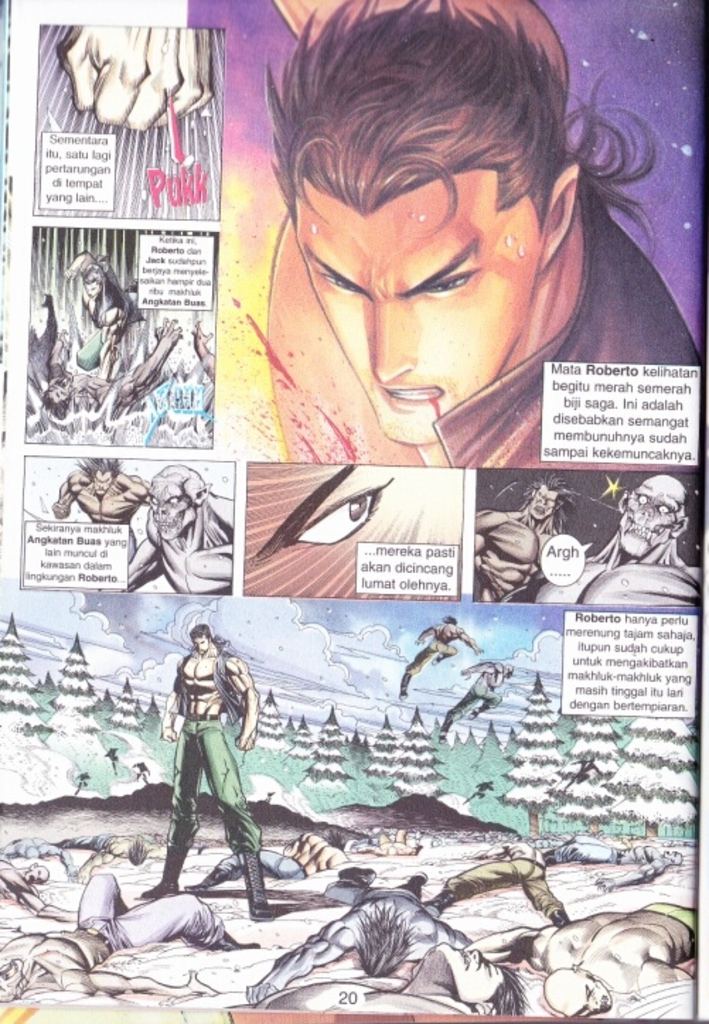 Sementara
itu, satu lagi
pertarungan
di tempat
yang lain....
Pukk
Ketika ini,
Roberto dan
Jack sudahpun
berjaya menyele-
saikan hampir dua
ribu makhluk
Angkatan Buas.
Mata Roberto kelihatan
begitu merah semerah
biji saga. Ini adalah
disebabkan semangat
membunuhnya sudah
sampai kekemuncaknya.
Sekiranya makhluk
Angkatan Buas yang
lain muncul di
kawasan dalam
lingkungan Roberto...
...mereka pasti
akan dicincang
lumat olehnya.
Argh
.....
Roberto hanya perlu
merenung tajam sahaja,
itupun sudah cukup
untuk mengakibatkan
makhluk-makhluk yang
masih tinggal itu lari
dengan bertempiaran.
20